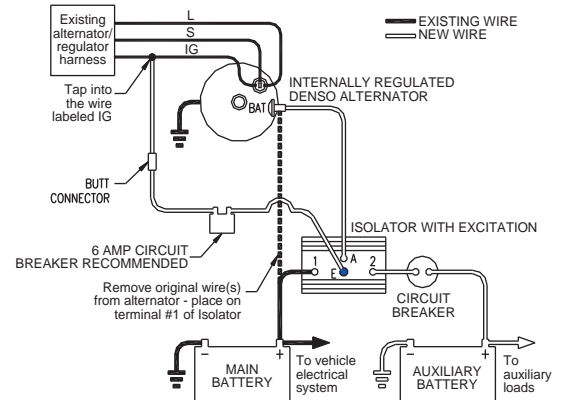 Existing
alternator/
regulator
harness
L
S
IG
EXISTING WIRE
NEW WIRE
Tap into
the wire
labeled IG
INTERNALLY REGULATED
DENSO ALTERNATOR
BAT
BUTT
CONNECTOR
6 AMP CIRCUIT
BREAKER RECOMMENDED
ISOLATOR WITH EXCITATION
1
A
E
2
Remove original wire(s)
from alternator - place on
terminal #1 of Isolator
CIRCUIT
BREAKER
- +
MAIN
BATTERY
To vehicle
electrical
system
- +
AUXILIARY
BATTERY
To
auxiliary
loads